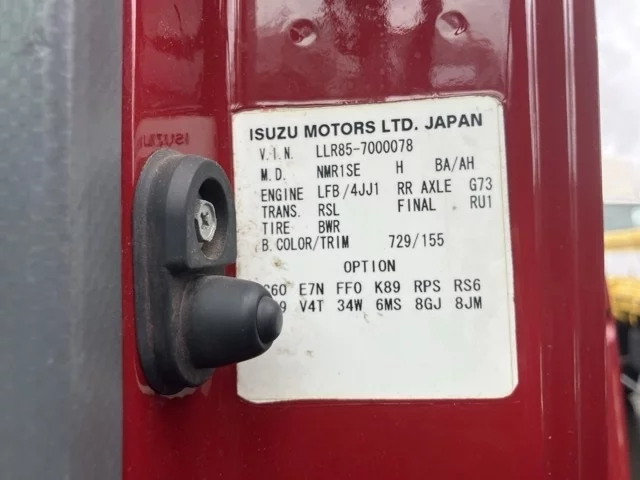 ISUZU MOTORS LTD. JAPAN
V.I.N. LLR85-7000078
M.D. NMR1SE H BA/AH
ENGINE LFB/4JJ1 RR AXLE G73
TRANS. RSL FINAL RU1
TIRE BWR
B.COLOR/TRIM 729/155
OPTION
E7N FF0 K89 RPS RS6
V4T 34W 6MS 8GJ 8JM